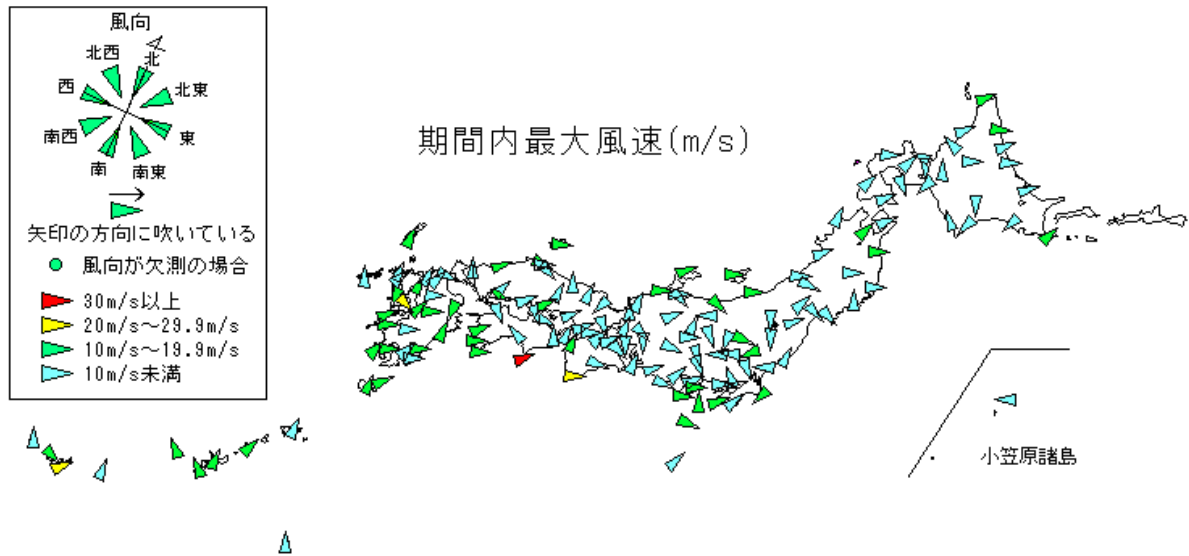 風向
北西
北
西
北東
南西
東
南
南東
矢印の方向に吹いている
風向が欠測の場合
30m/s以上
20m/s～29.9m/s
10m/s～19.9m/s
10m/s未満
期間内最大風速(m/s)
小笠原諸島